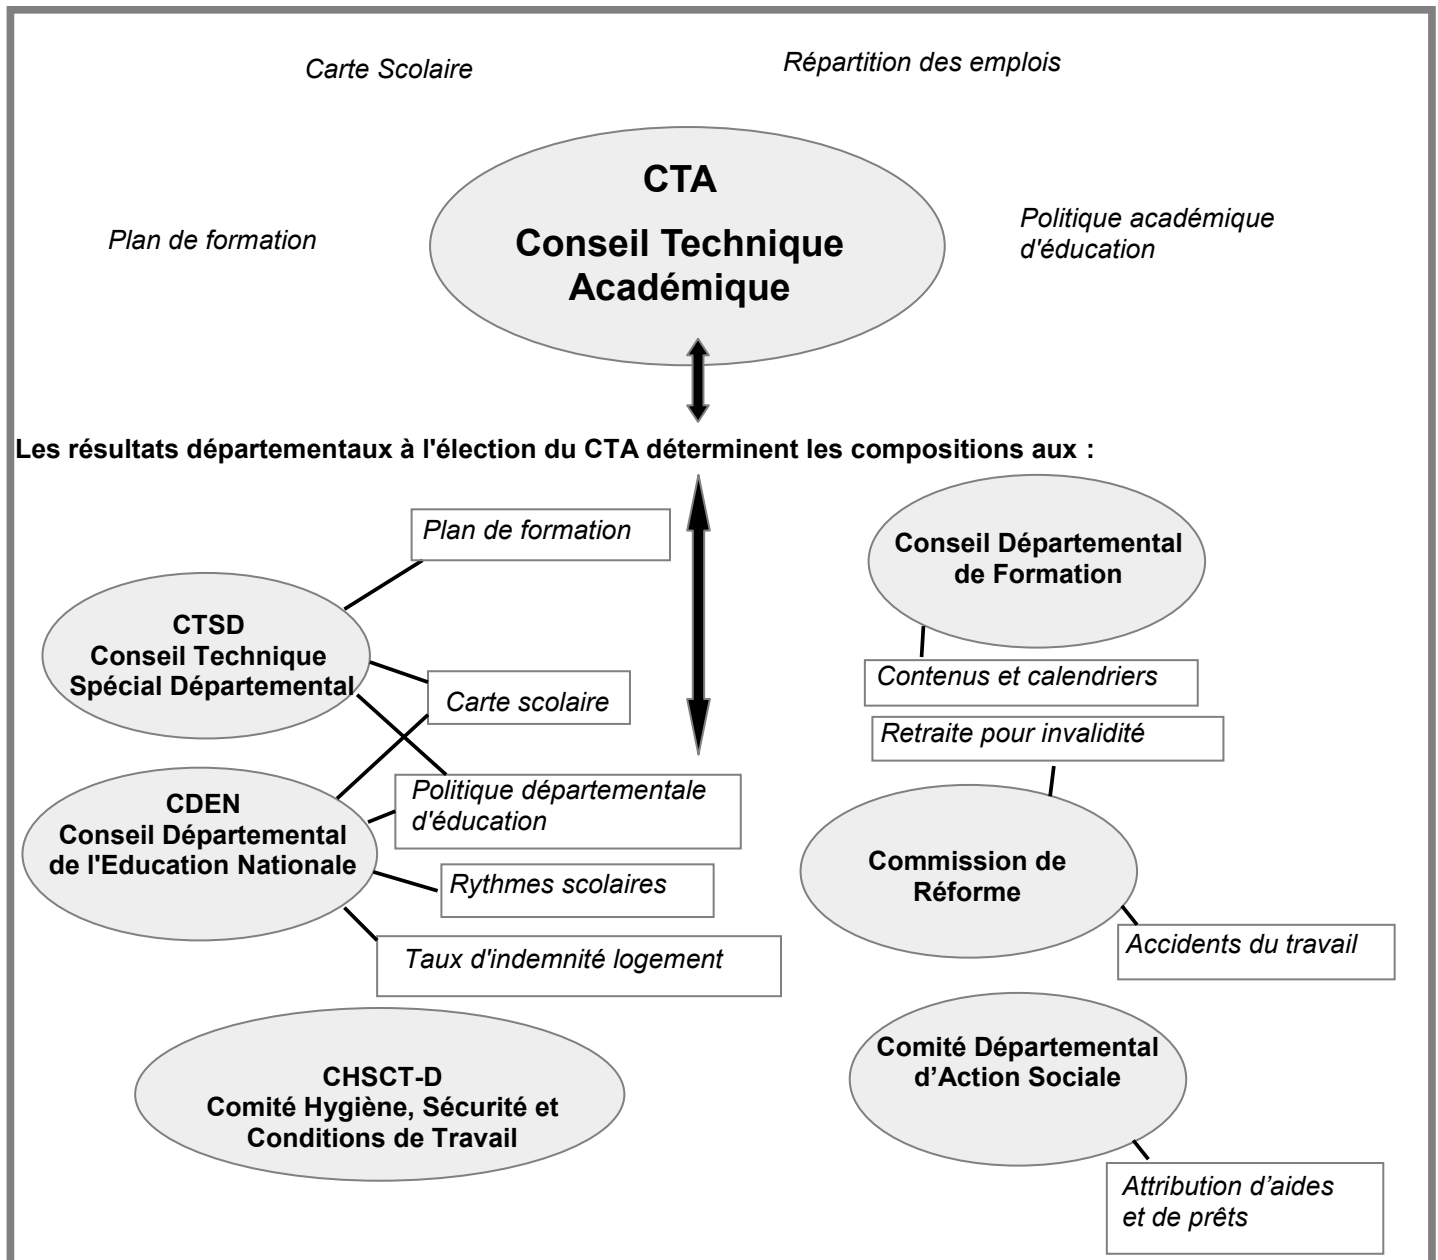 Carte Scolaire
Répartition des emplois
CTA
Conseil Technique
Académique
Plan de formation
Politique académique
d'éducation
Les résultats départementaux à l'élection du CTA déterminent les compositions aux :
Plan de formation
CTSD
Conseil Technique
Spécial Départemental
Carte scolaire
CDEN
Conseil Départemental
de l'Education Nationale
Politique départementale
d'éducation
Rythmes scolaires
Taux d'indemnité logement
CHSCT-D
Comité Hygiène, Sécurité et
Conditions de Travail
Conseil Départemental
de Formation
Contenus et calendriers
Retraite pour invalidité
Commission de
Réforme
Accidents du travail
Comité Départemental
d’Action Sociale
Attribution d’aides
et de prêts